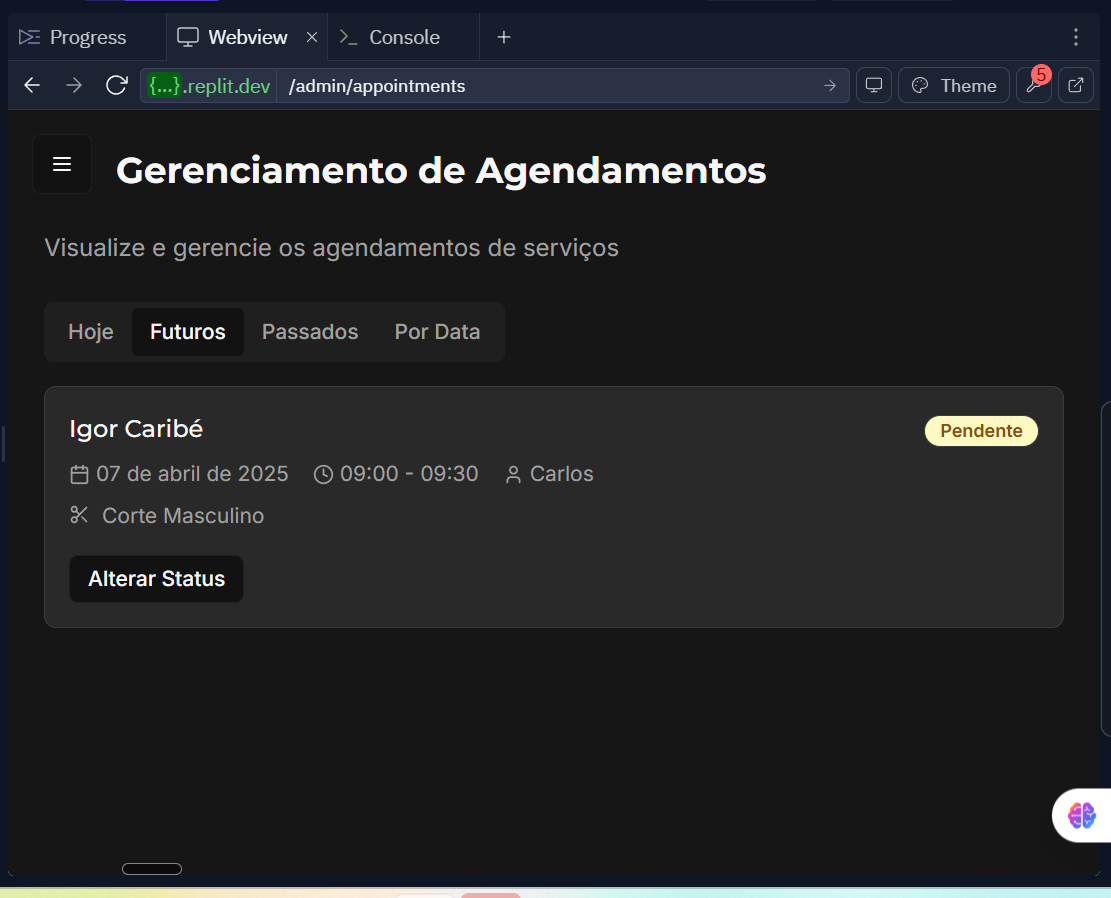 Progress Webview Console
{...}.replit.dev /admin/appointments Theme 5
Gerenciamento de Agendamentos
Visualize e gerencie os agendamentos de serviços
Hoje Futuros Passados Por Data
Igor Caribé Pendente
07 de abril de 2025 09:00 - 09:30 Carlos
Corte Masculino
Alterar Status